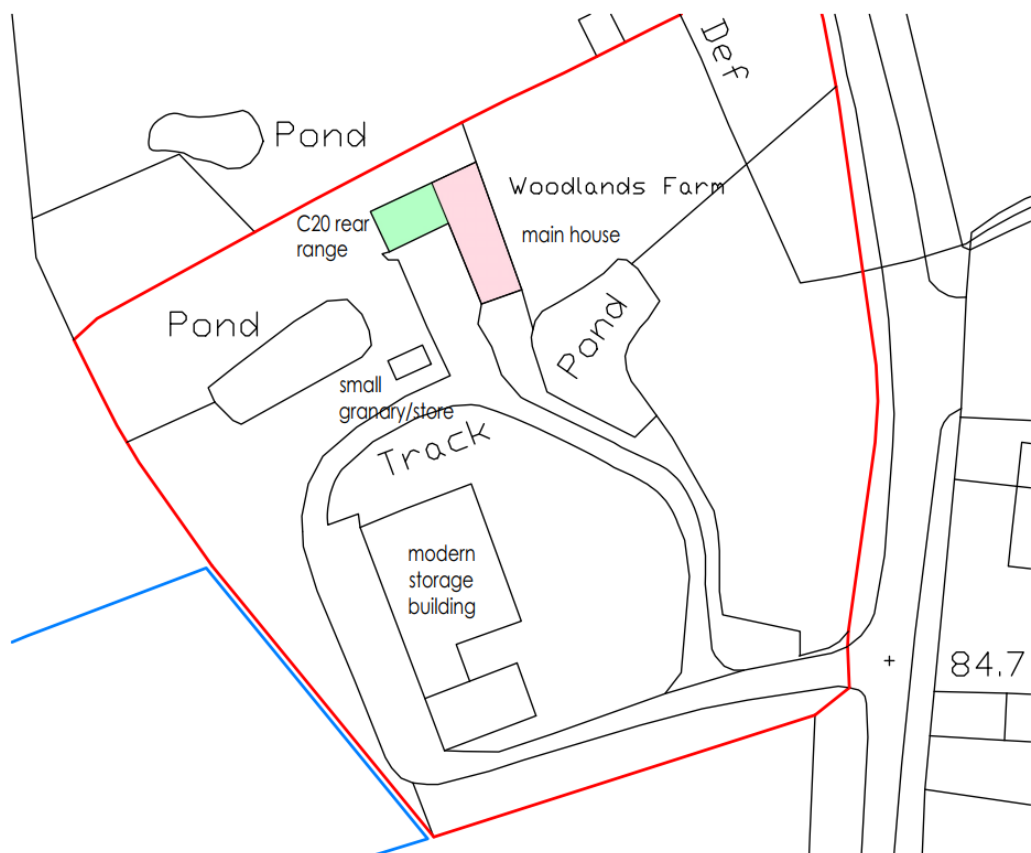 Def
Pond
Woodlands Farm
C20 rear
range
main house
Pond
Pond
small
granary/store
Track
modern
storage
building
84.7